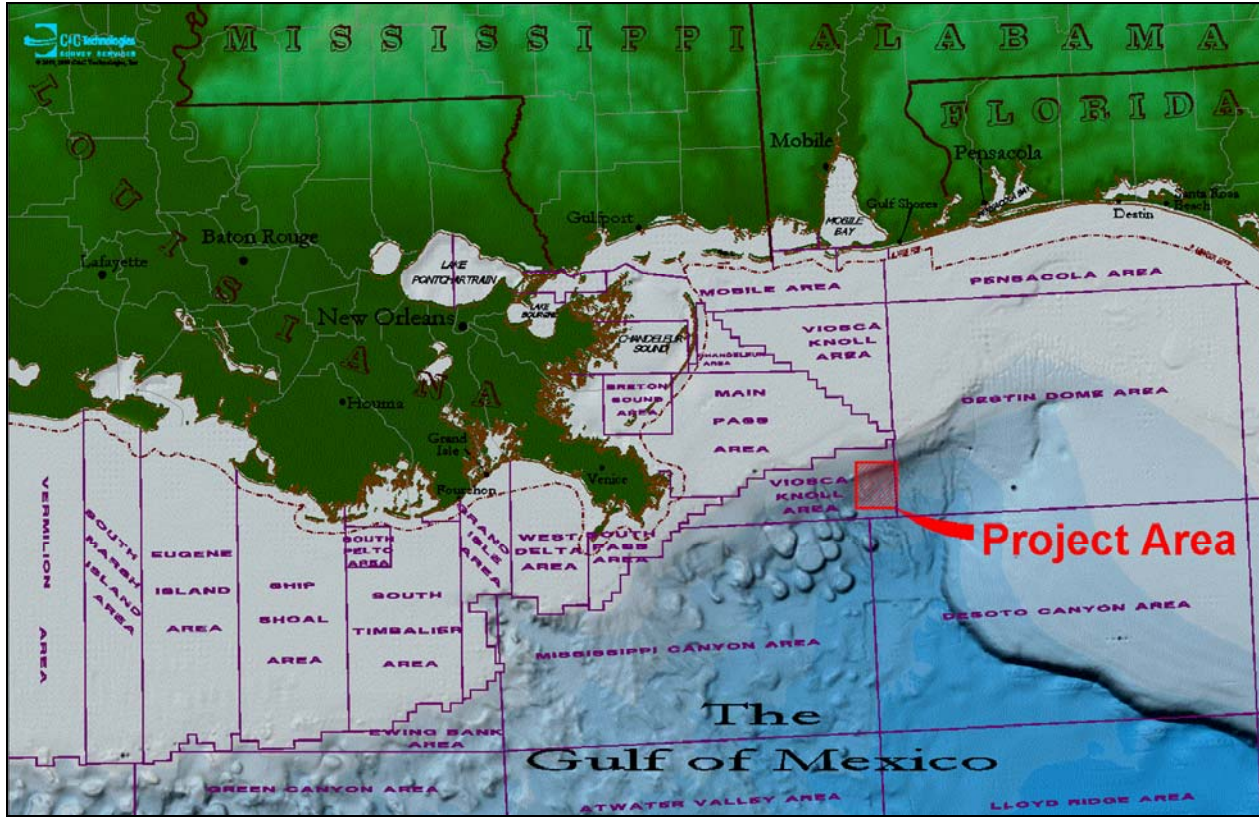 C&C Technologies
SURVEY SERVICES
MISSISSIPPI
ALABAMA
FLORIDA
LOUISIANA
Mobile
Pensacola
Gulf Shores
MOBILE
BAY
Santa Rosa
Beach
Destin
Gulfport
Baton Rouge
Lafayette
LAKE
PONTCHARTRAIN
LAKE
BOURGNE
New Orleans
CHANDELEUR
SOUND
MOBILE AREA
PENSACOLA AREA
VIOSCA
KNOLL
AREA
CHANDELEUR
AREA
BRETON
SOUND
AREA
MAIN
PASS
AREA
DESTIN DOME AREA
Houma
Grand
Isle
Fourchon
Venice
VIOSCA
KNOLL
AREA
Project Area
VERMILION
AREA
SOUTH
MARSH
ISLAND AREA
EUGENE
ISLAND
AREA
SHIP
SHOAL
AREA
SOUTH
PELTO
AREA
SOUTH
TIMBALIER
AREA
GRAND
ISLE
AREA
WEST
DELTA
AREA
SOUTH
PASS
AREA
MISSISSIPPI CANYON AREA
DESOTO CANYON AREA
EWING BANK
AREA
The
Gulf of Mexico
GREEN CANYON AREA
ATWATER VALLEY AREA
LLOYD RIDGE AREA